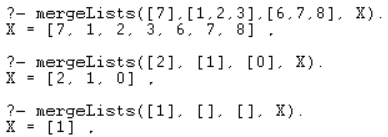 ?- mergeLists([7],[1,2,3],[6,7,8], X).
X = [7, 1, 2, 3, 6, 7, 8] .
?- mergeLists([2], [1], [0], X).
X = [2, 1, 0] .
?- mergeLists([1], [], [], X).
X = [1] .